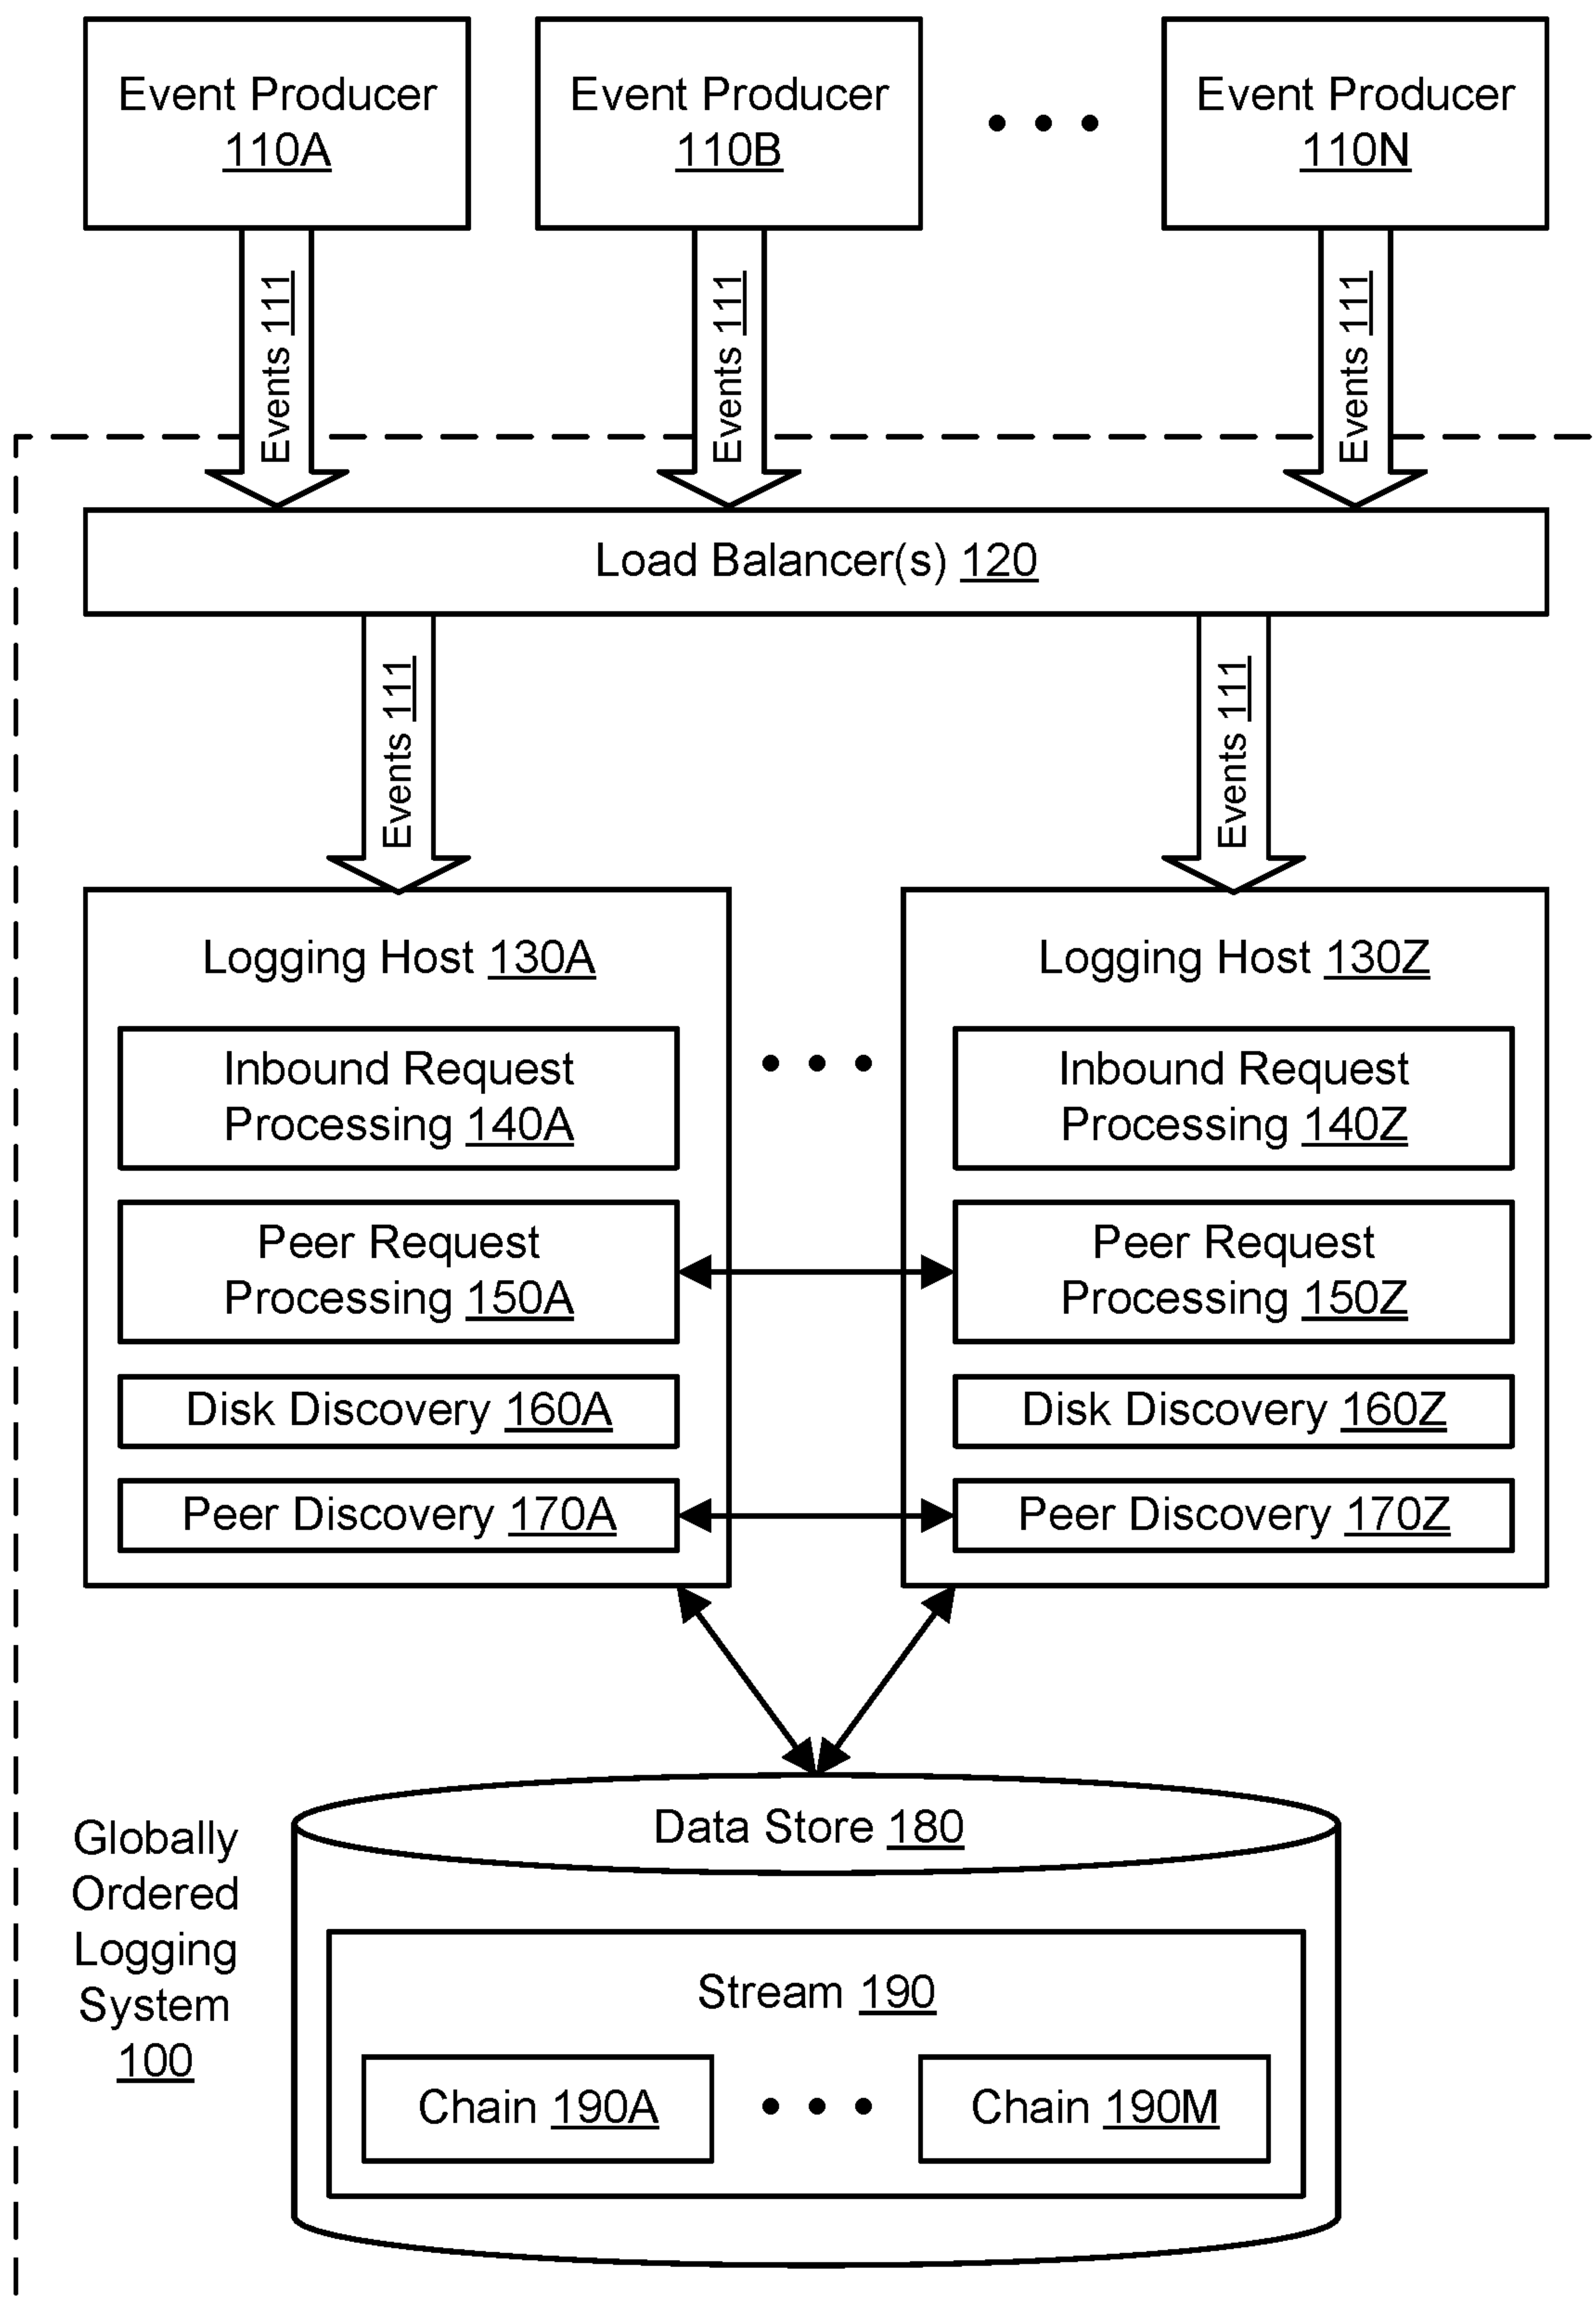 Event Producer
110A
Event Producer
110B
Event Producer
110N
Events 111
Events 111
Events 111
Load Balancer(s) 120
Events 111
Events 111
Logging Host 130A
Inbound Request
Processing 140A
Peer Request
Processing 150A
Disk Discovery 160A
Peer Discovery 170A
Logging Host 130Z
Inbound Request
Processing 140Z
Peer Request
Processing 150Z
Disk Discovery 160Z
Peer Discovery 170Z
Globally
Ordered
Logging
System
100
Data Store 180
Stream 190
Chain 190A
Chain 190M